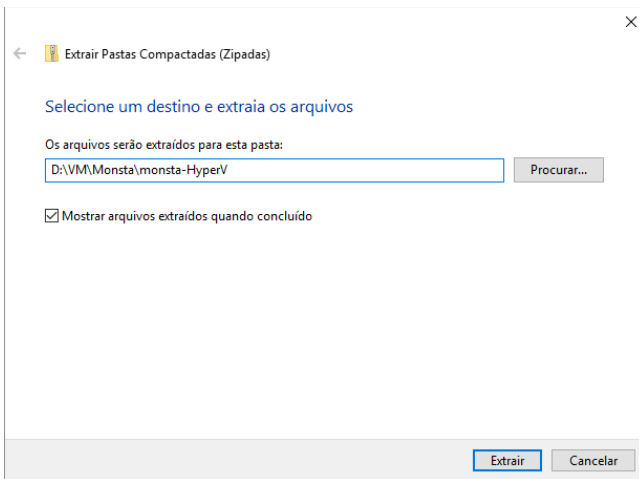 Extrair Pastas Compactadas (Zipadas)
Selecione um destino e extraia os arquivos
Os arquivos serão extraídos para esta pasta:
D:\VM\Monsta\monsta-HyperV
Procurar...
Mostrar arquivos extraídos quando concluído
Extrair
Cancelar